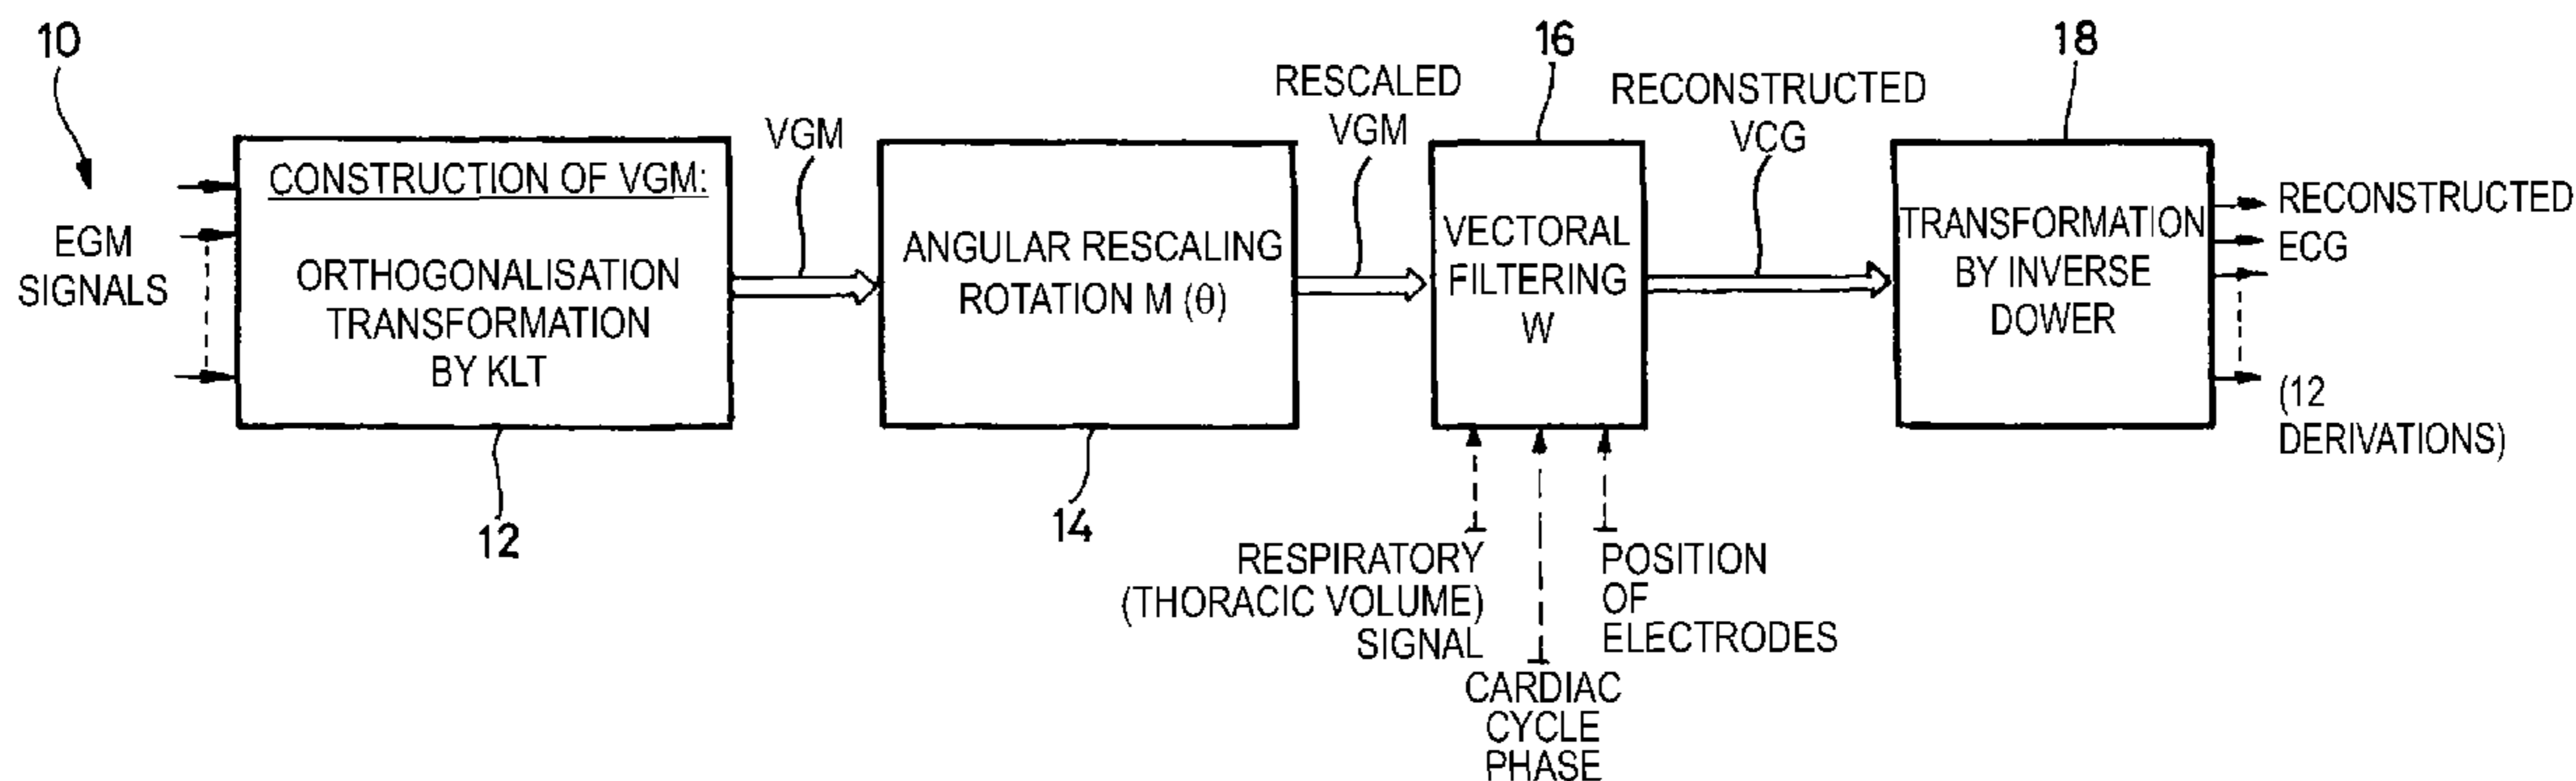 10
EGM
SIGNALS
CONSTRUCTION OF VGM:
ORTHOGONALISATION
TRANSFORMATION
BY KLT
12
VGM
ANGULAR RESCALING
ROTATION M (θ)
14
RESCALED
VGM
16
VECTORAL
FILTERING
W
RESPIRATORY
(THORACIC VOLUME)
SIGNAL
CARDIAC
CYCLE
PHASE
POSITION
OF
ELECTRODES
RECONSTRUCTED
VCG
18
TRANSFORMATION
BY INVERSE
DOWER
RECONSTRUCTED
ECG
(12
DERIVATIONS)